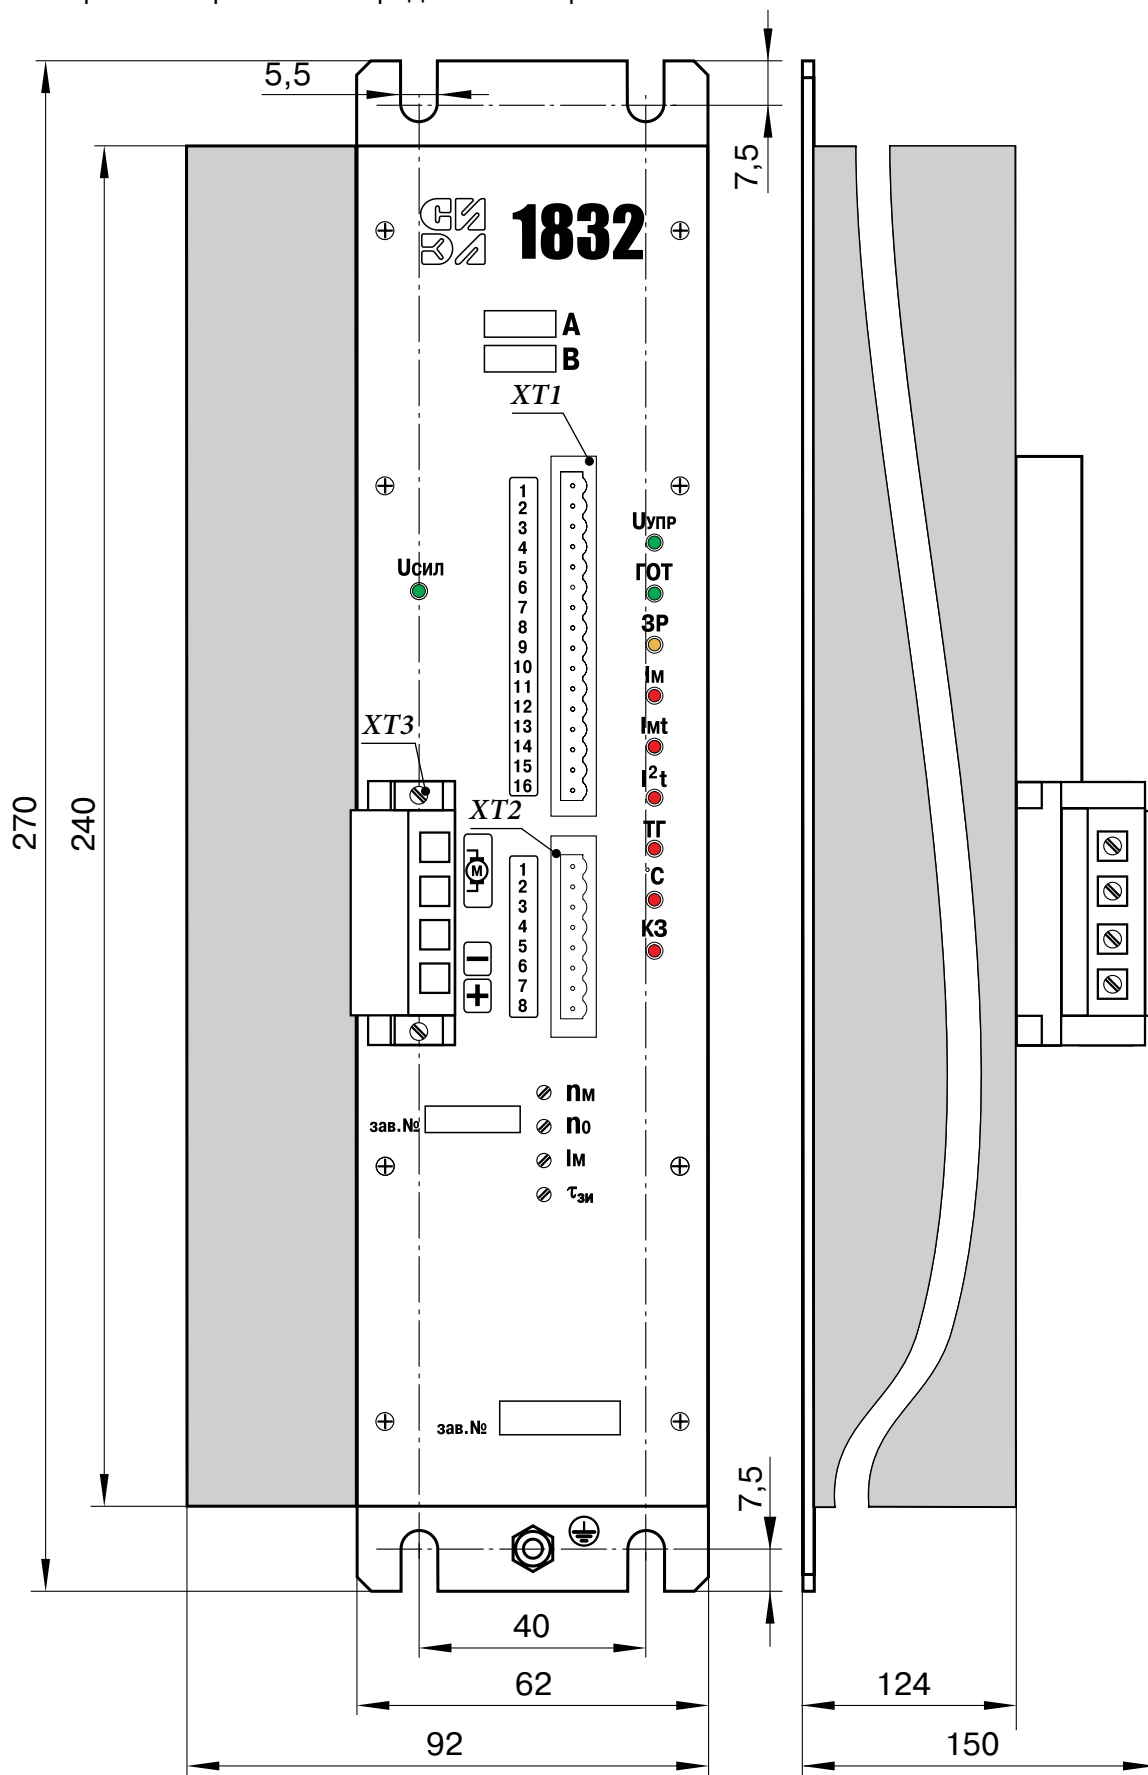 5,5
7,5
СИЭЛ
1832
A
B
XT1
1
2
3
4
5
6
7
8
9
10
11
12
13
14
15
16
Uупр
ГОТ
ЗР
Iм
Iмt
I²t
ТГ
°C
КЗ
Uсил
XT3
XT2
M
−
+
1
2
3
4
5
6
7
8
270
240
nм
n0
Iм
τзи
зав.№
зав.№
7,5
40
62
92
124
150